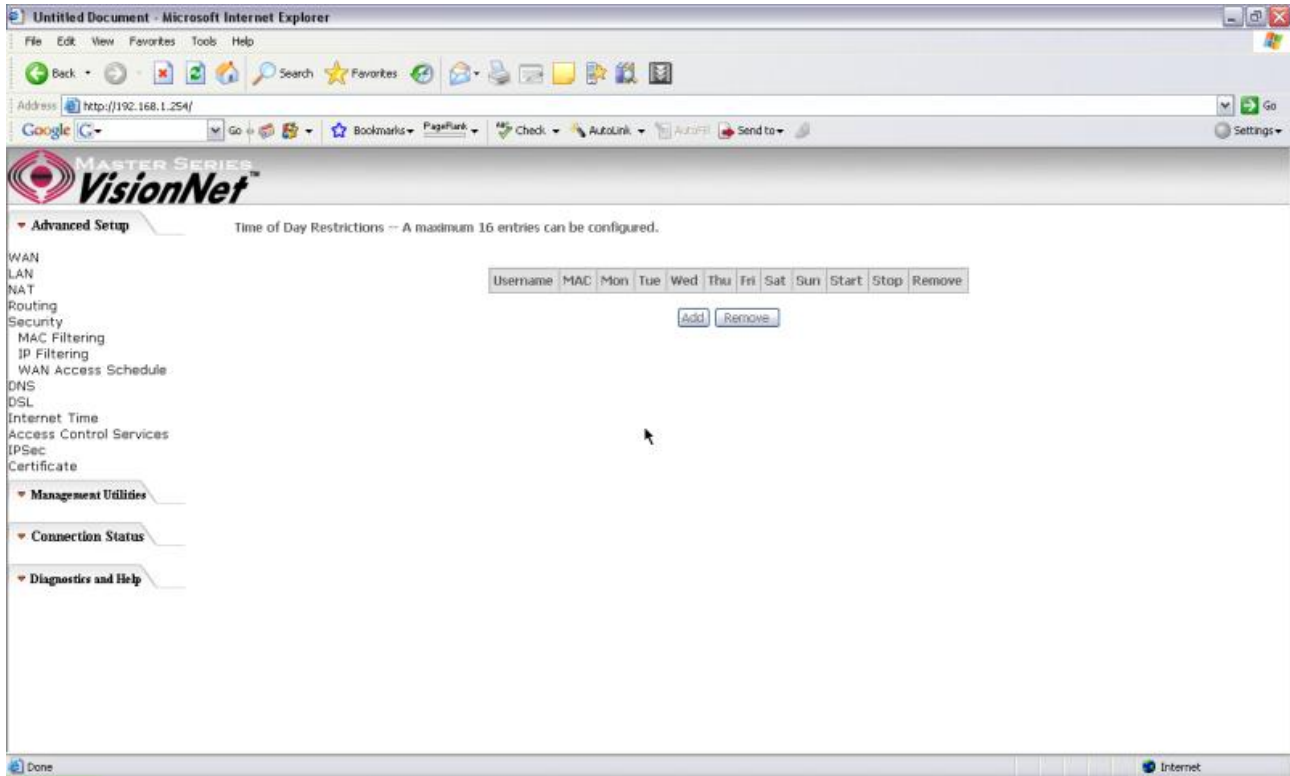 Untitled Document - Microsoft Internet Explorer
File Edit View Favorites Tools Help
Back Search Favorites
Address http://192.168.1.254/ Go
Google G Go Bookmarks PageRank Check AutoLink AutoFill Send to Settings
MASTER SERIES
VisionNet™
Advanced Setup
Time of Day Restrictions -- A maximum 16 entries can be configured.
WAN
LAN
NAT
Routing
Security
MAC Filtering
IP Filtering
WAN Access Schedule
DNS
DSL
Internet Time
Access Control Services
IPSec
Certificate
Username MAC Mon Tue Wed Thu Fri Sat Sun Start Stop Remove
Add Remove
Management Utilities
Connection Status
Diagnostics and Help
Done Internet